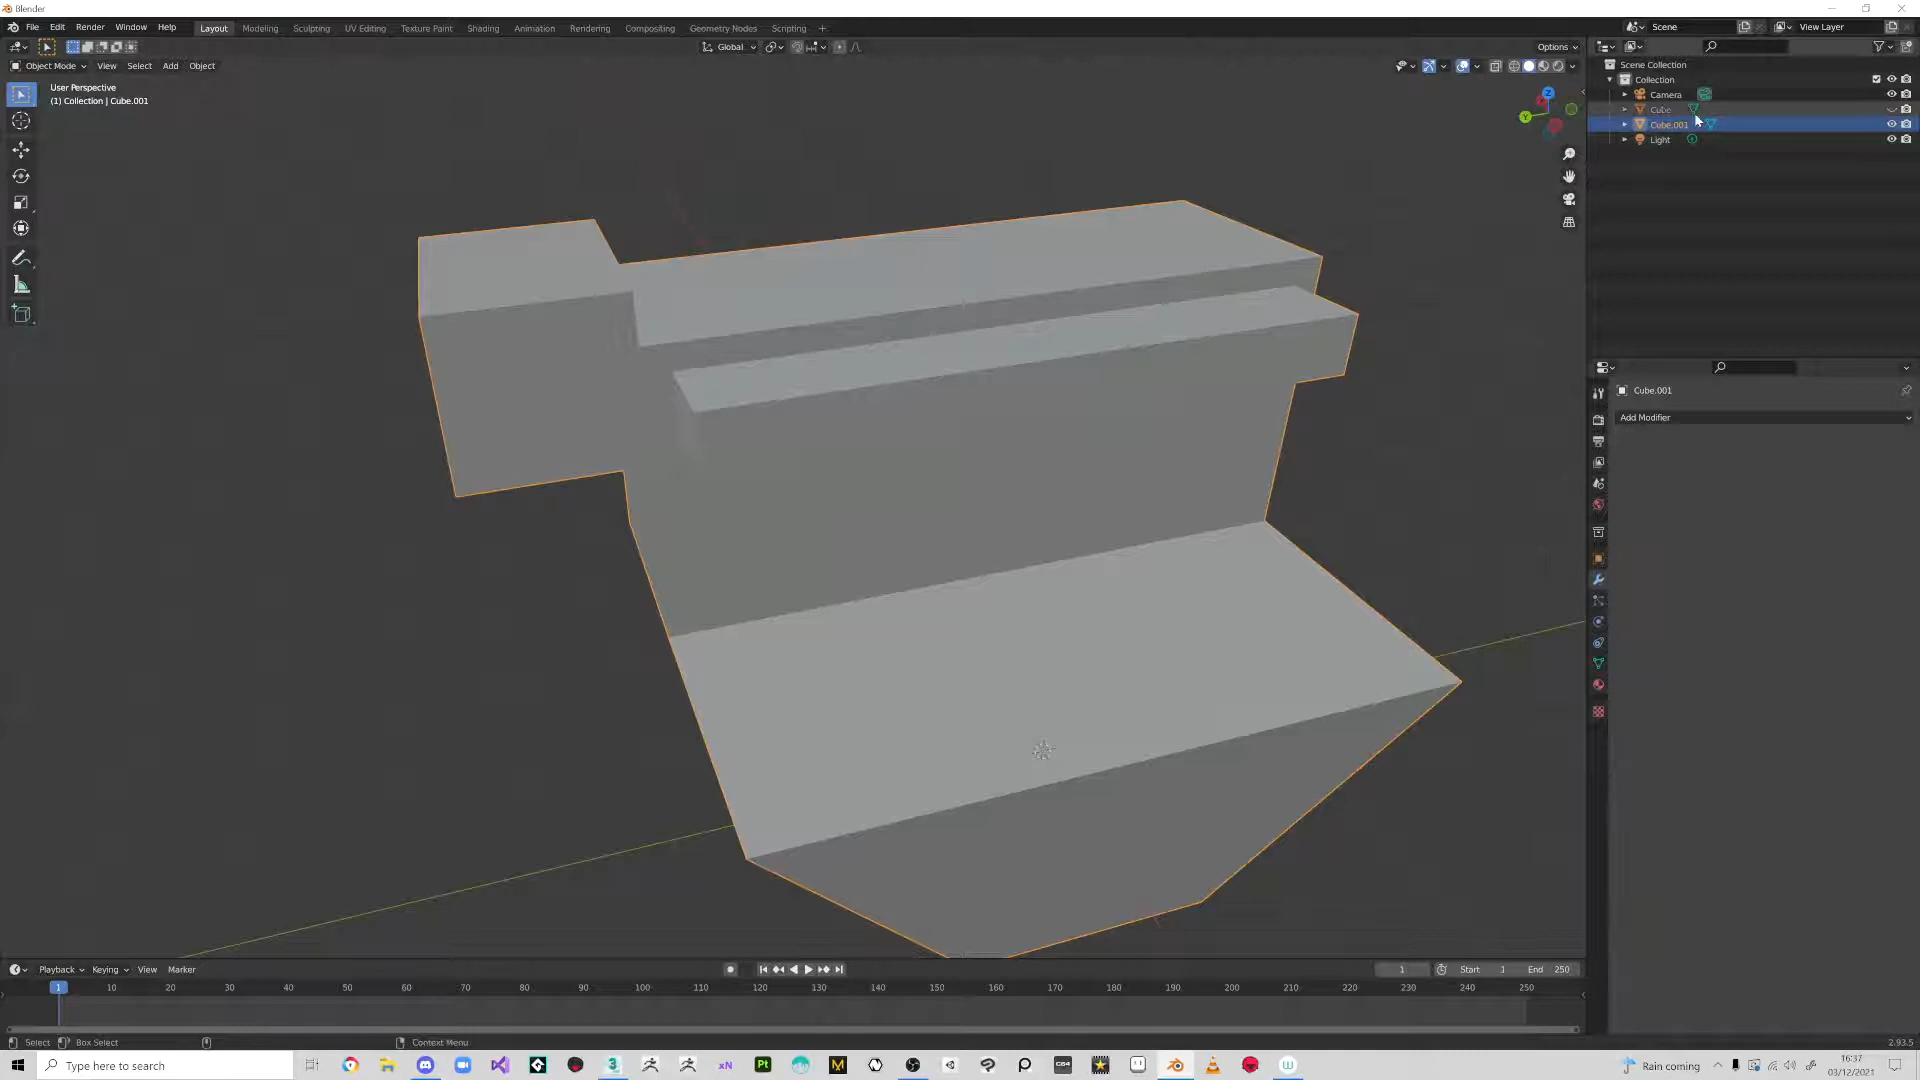 Blender
File Edit Render Window Help
Layout Modeling Sculpting UV Editing Texture Paint Shading Animation Rendering Compositing Geometry Nodes Scripting +
Scene
View Layer
Global
Options
Object Mode View Select Add Object
User Perspective
(1) Collection | Cube.001
Z
Y
Scene Collection
Collection
Camera
Cube
Cube.001
Light
Cube.001
Add Modifier
Playback Keying View Marker
1 Start 1 End 250
1 10 20 30 40 50 60 70 80 90 100 110 120 130 140 150 160 170 180 190 200 210 220 230 240 250
Select Box Select Context Menu 2.93.5
Type here to search
3
xN
Pt
M
C64
Rain coming
16:37
03/12/2021